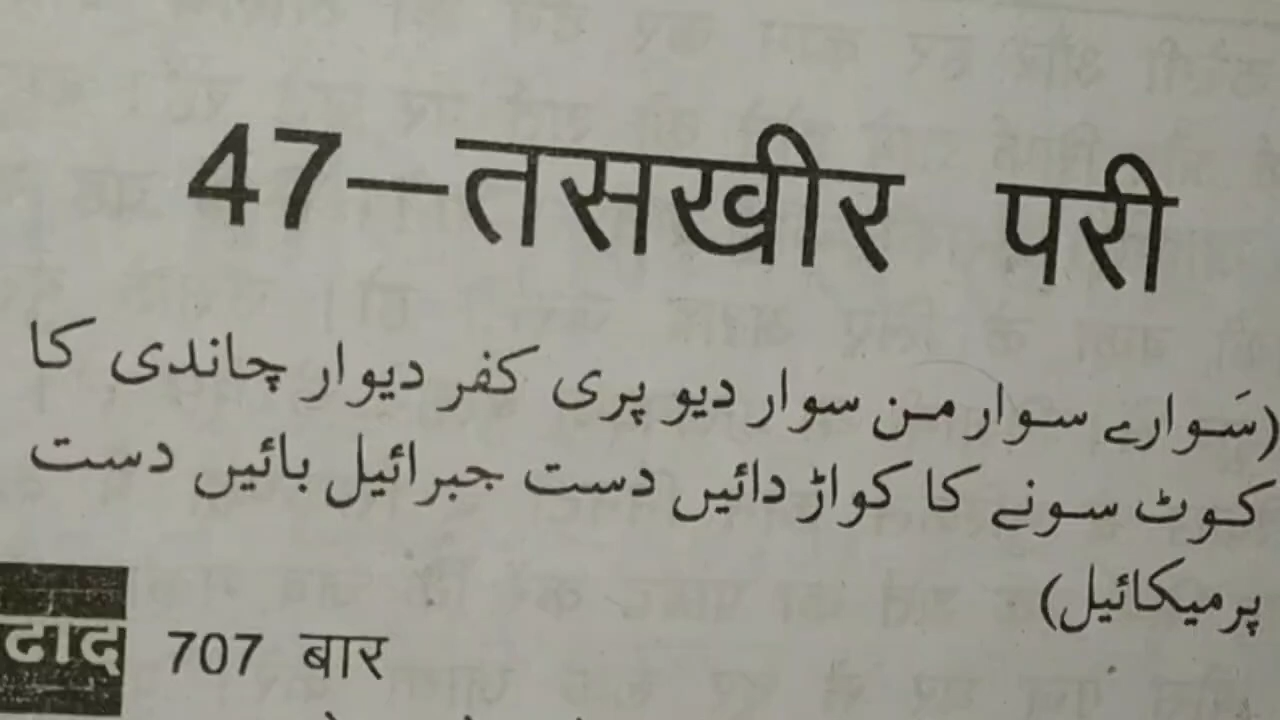 47—तसखीर परी
(سَوارے سوار من سوار دیو پری کفر دیوار چاندی کا
کوٹ سونے کا کواڑ دائیں دست جبرائیل بائیں دست
پرمیکائیل)
707 बार